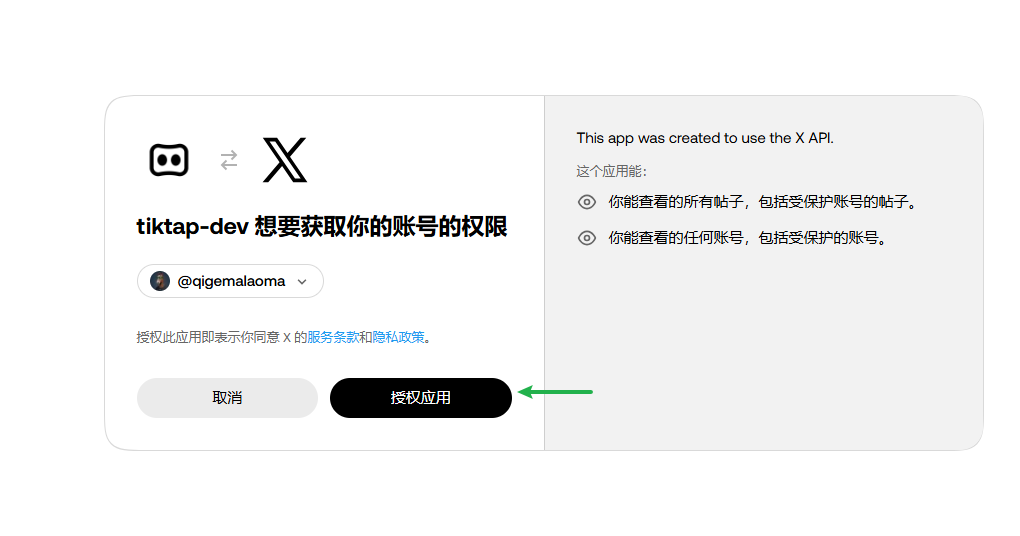 tiktap-dev 想要获取你的账号的权限
@qigemalaoma
授权此应用即表示你同意 X 的服务条款和隐私政策。
取消
授权应用
This app was created to use the X API.
这个应用能：
你能查看的所有帖子，包括受保护账号的帖子。
你能查看的任何账号，包括受保护的账号。